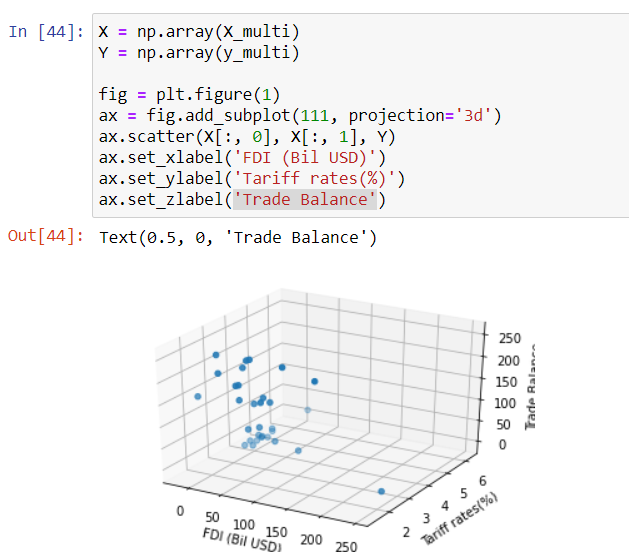 In [44]: X = np.array(X_multi)
Y = np.array(y_multi)
fig = plt.figure(1)
ax = fig.add_subplot(111, projection='3d')
ax.scatter(X[:, 0], X[:, 1], Y)
ax.set_xlabel('FDI (Bil USD)')
ax.set_ylabel('Tariff rates(%)')
ax.set_zlabel('Trade Balance')
Out[44]: Text(0.5, 0, 'Trade Balance')
250
200
150
100
50
0
Trade Balance
0 50 100 150 200 250
FDI (Bil USD)
2 3 4 5 6
Tariff rates(%)